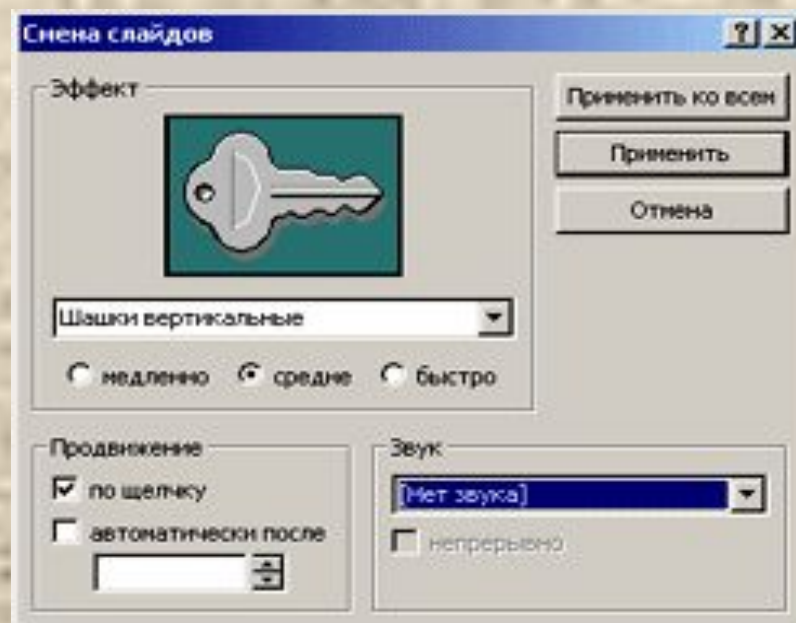 Смена слайдов
Эффект
Применить ко всем
Применить
Отмена
Шашки вертикальные
медленно средне быстро
Продвижение
по щелчку
автоматически после
Звук
[Нет звука]
непрерывно